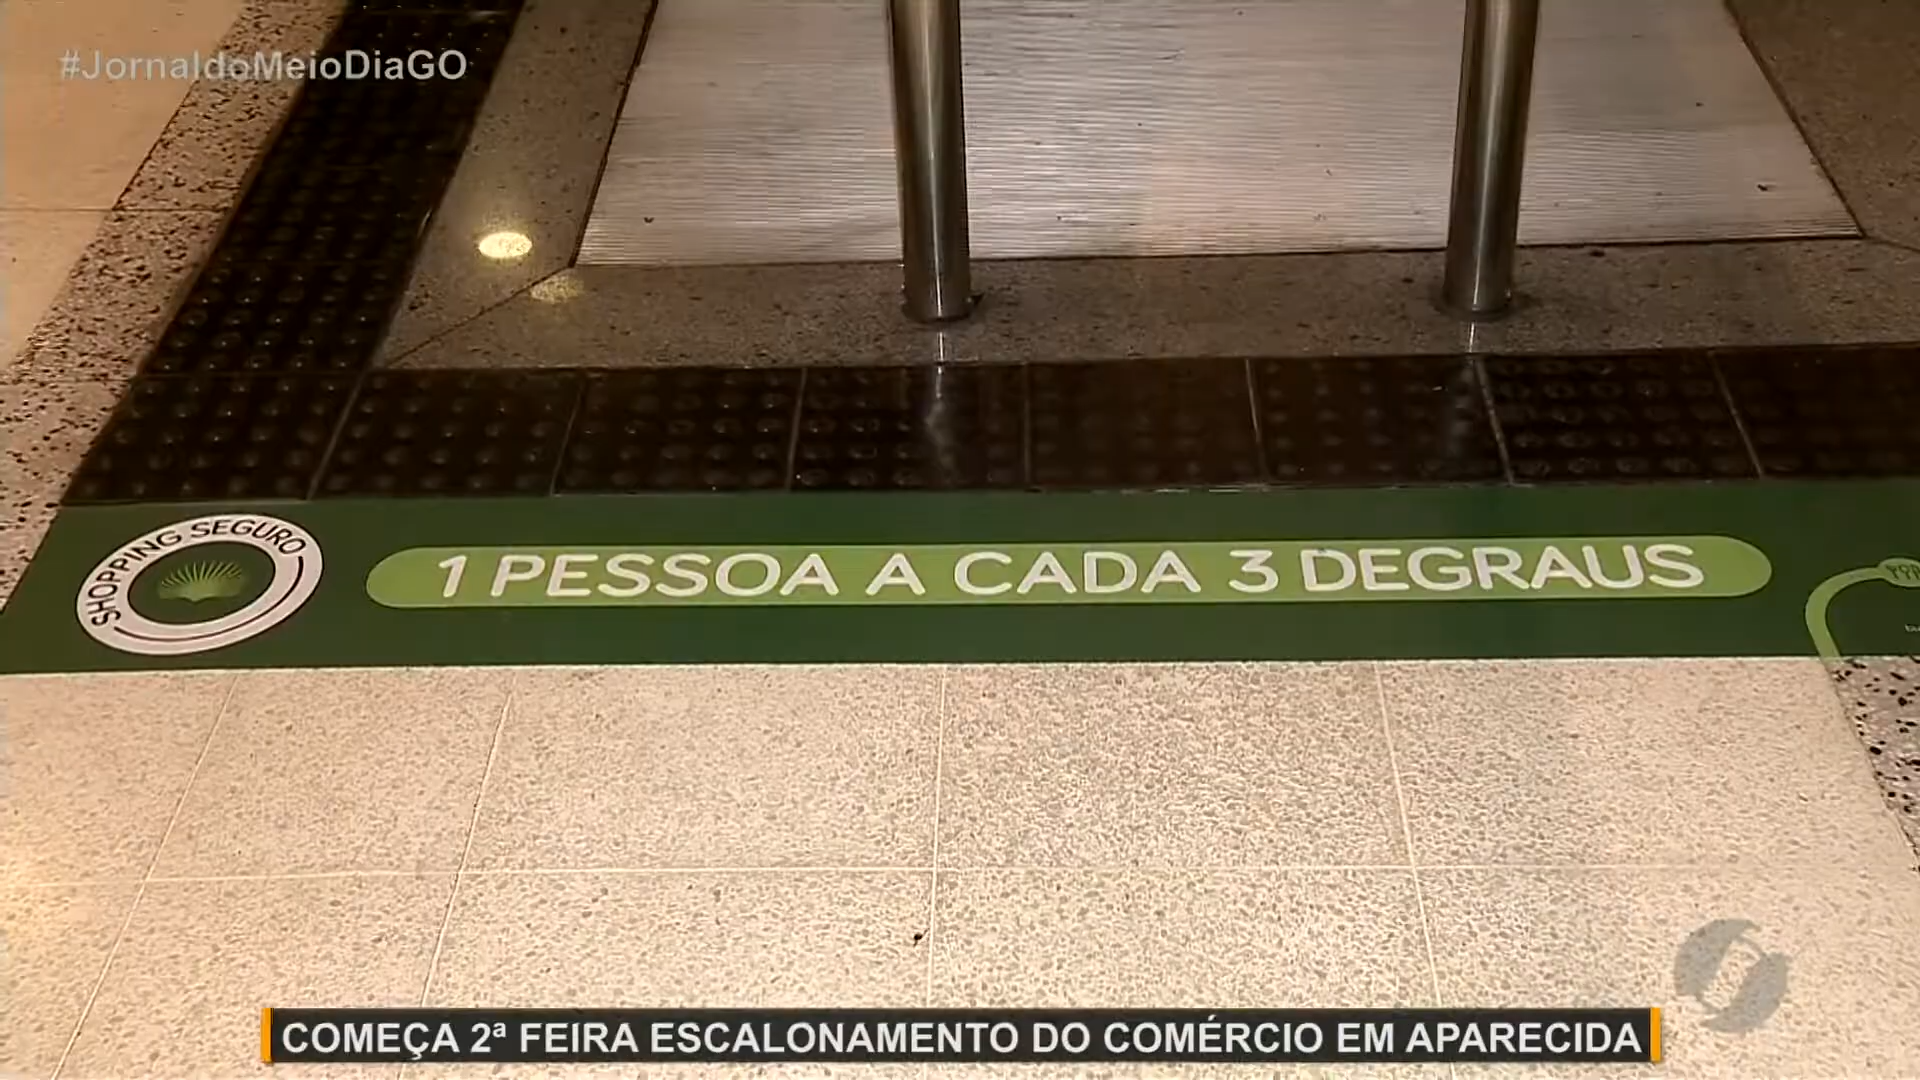 #JornaldoMeioDiaGO
SHOPPING SEGURO
1 PESSOA A CADA 3 DEGRAUS
COMEÇA 2ª FEIRA ESCALONAMENTO DO COMÉRCIO EM APARECIDA